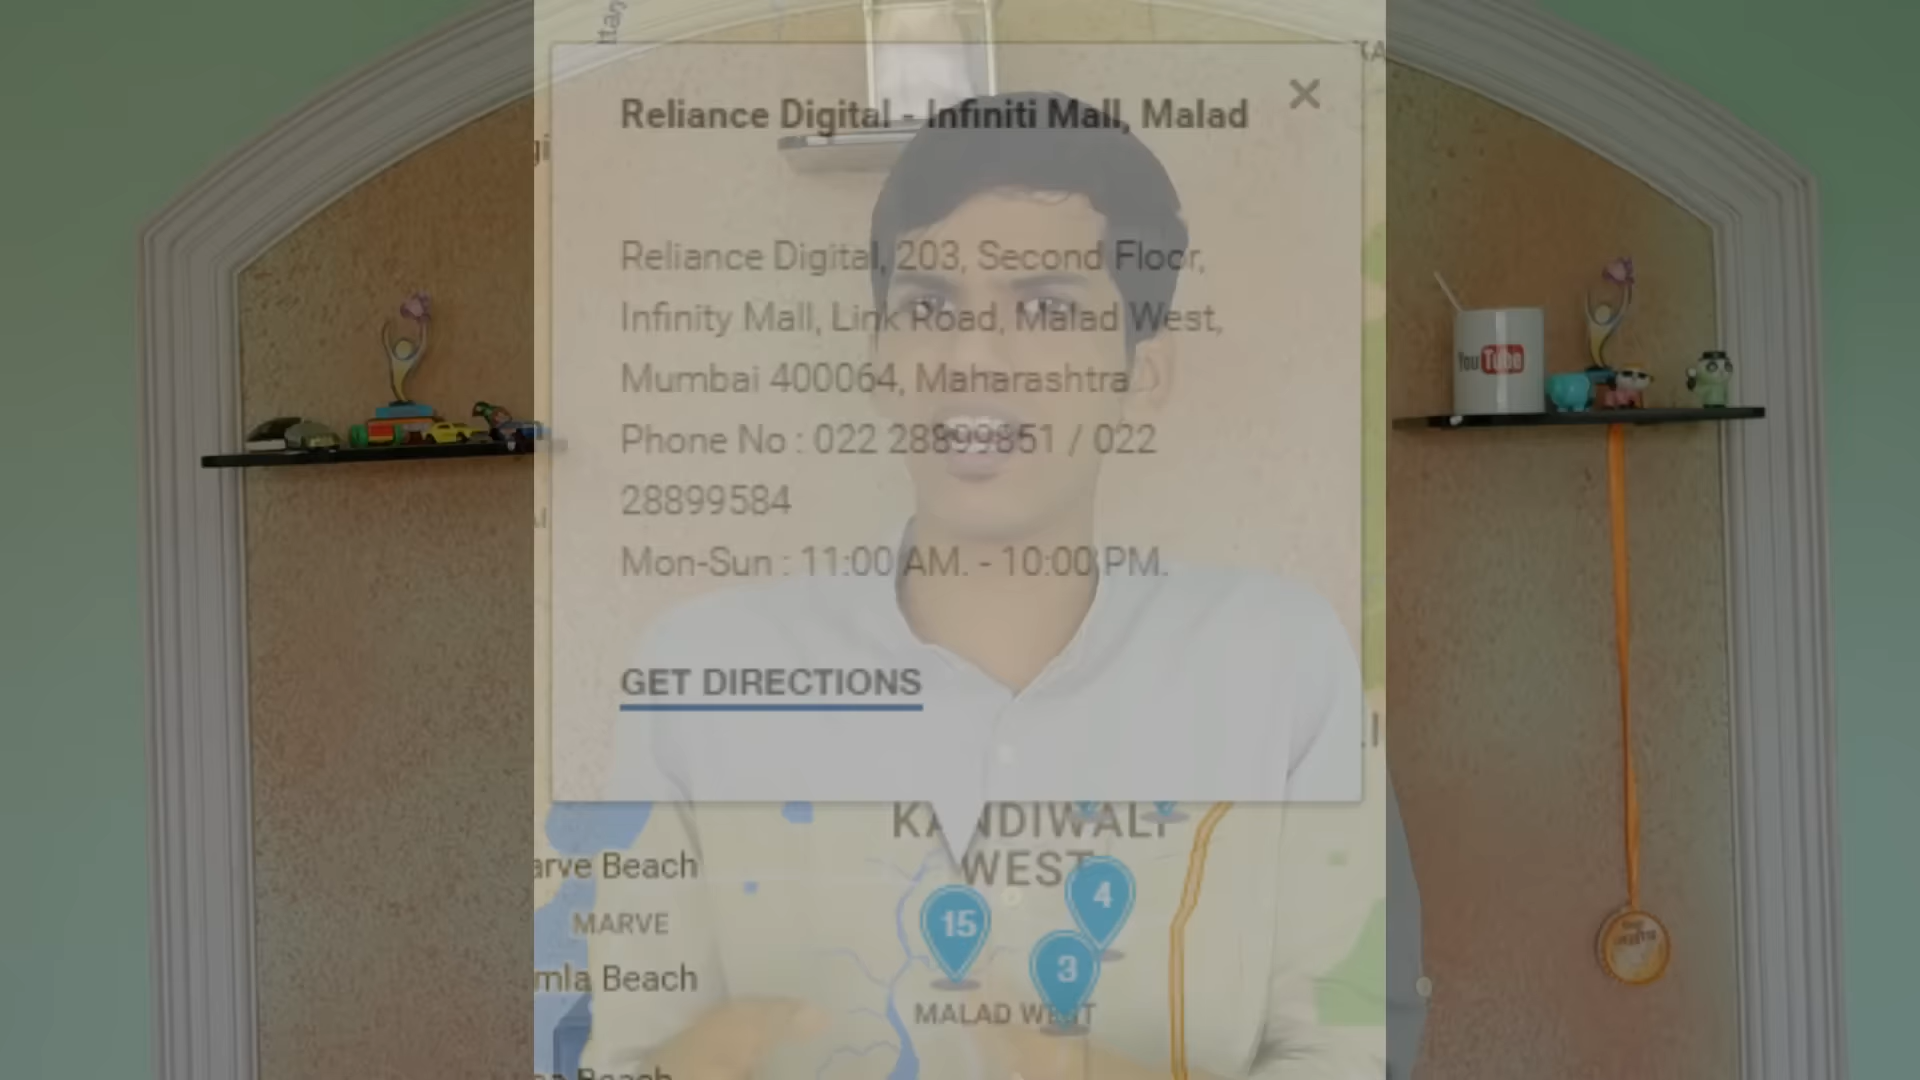 Reliance Digital - Infiniti Mall, Malad
Reliance Digital, 203, Second Floor,
Infinity Mall, Link Road, Malad West,
Mumbai 400064, Maharashtra
Phone No : 022 28899851 / 022
28899584
Mon-Sun : 11:00 AM. - 10:00 PM.
GET DIRECTIONS
YouTube
KANDIWALI
WEST
arve Beach
4
15
MARVE
3
mla Beach
MALAD WEST
Beach